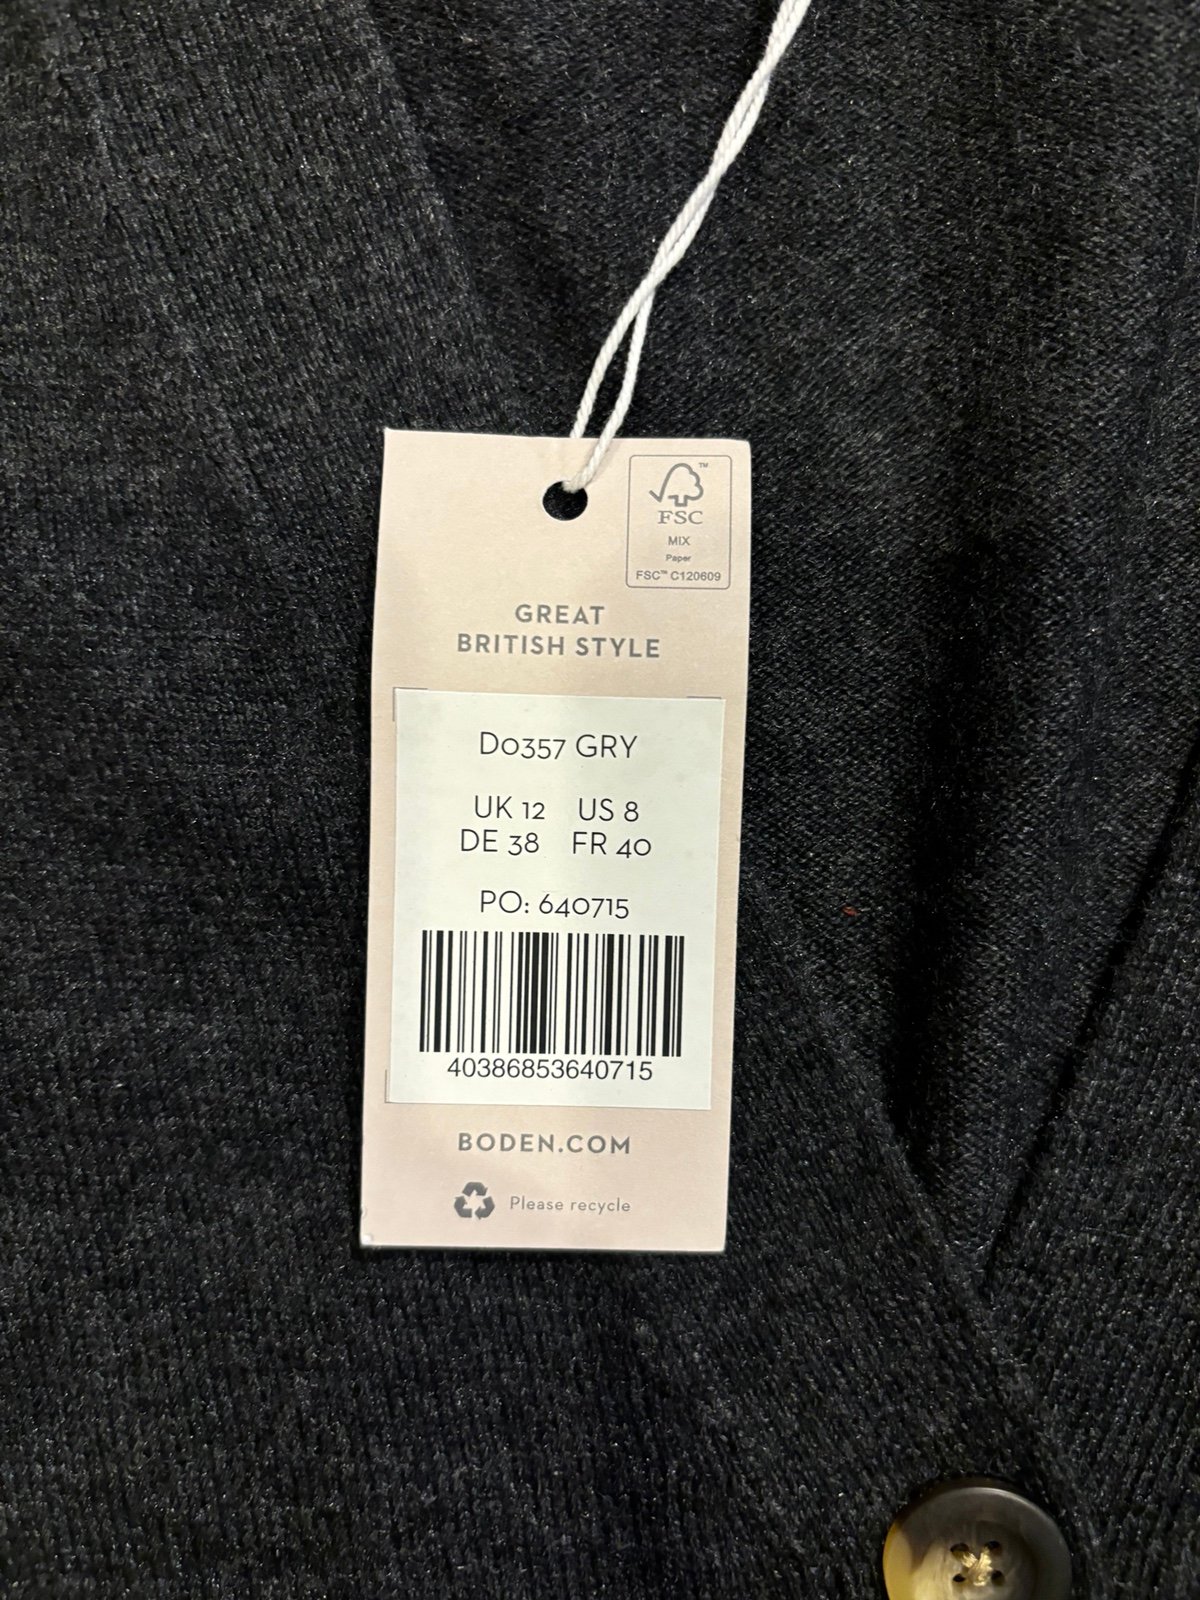 FSC™
MIX
Paper
FSC™ C120609
GREAT
BRITISH STYLE
D0357 GRY
UK 12 US 8
DE 38 FR 40
PO: 640715
40386853640715
BODEN.COM
Please recycle